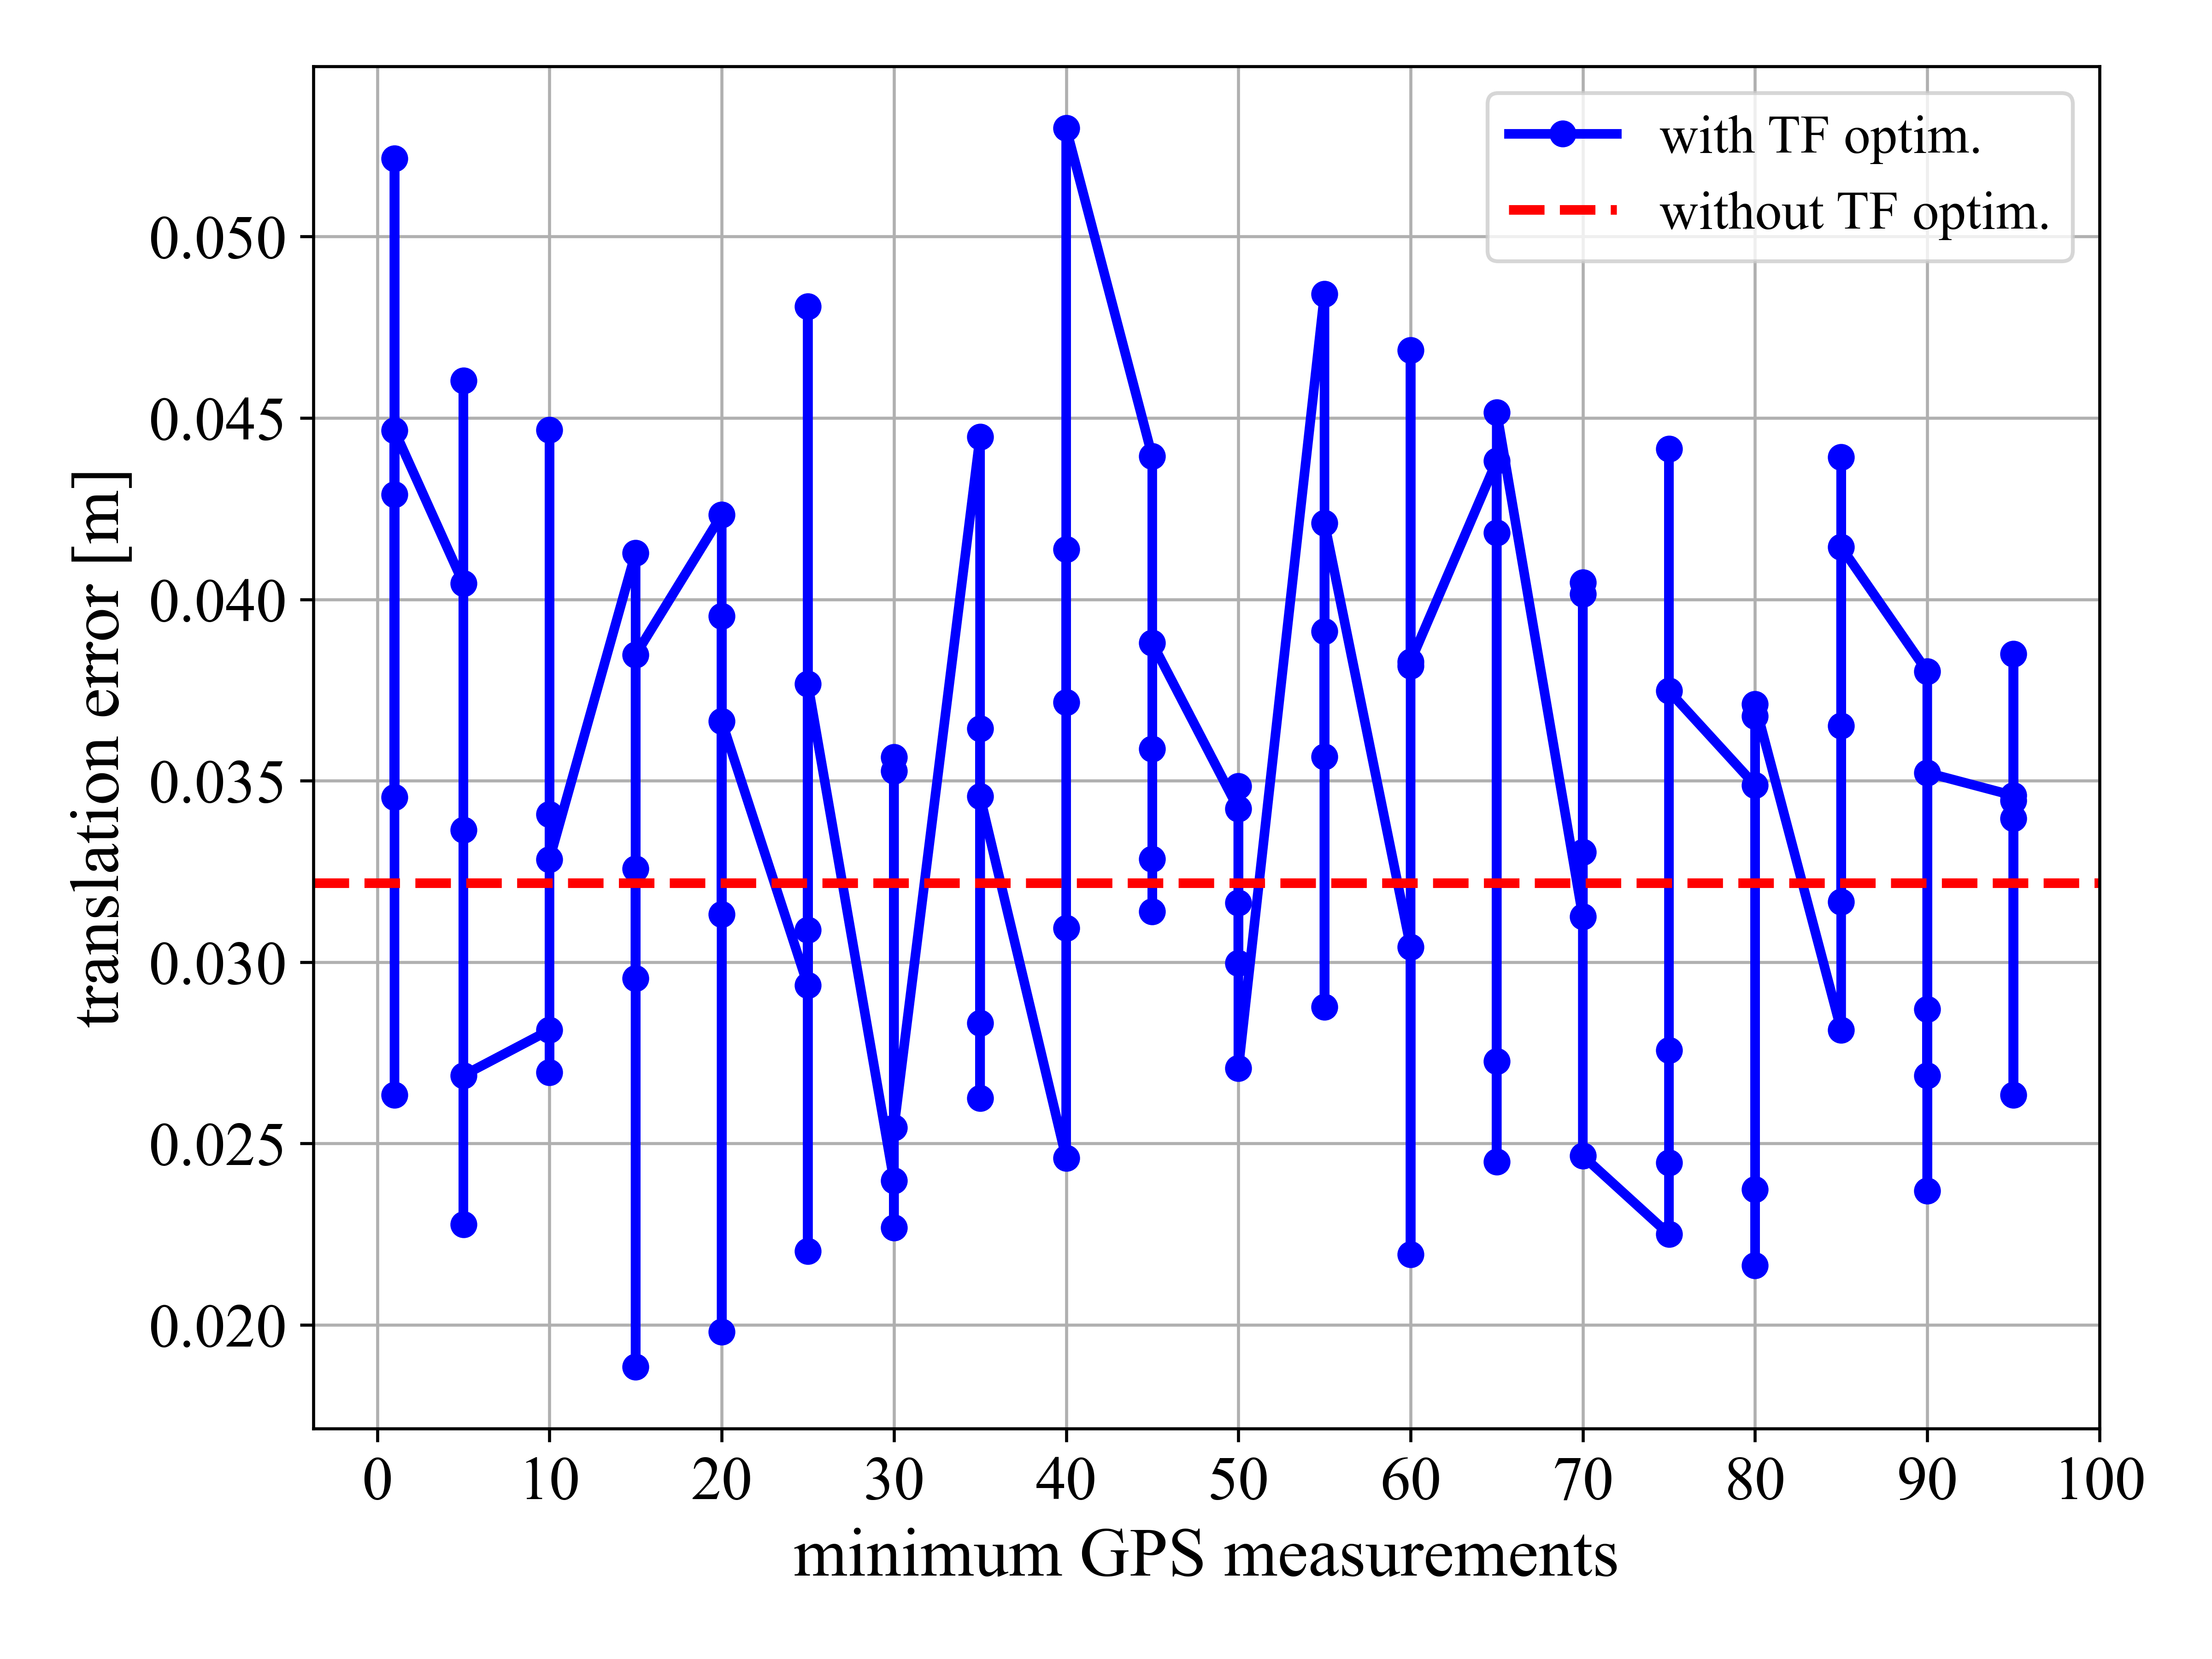 with TF optim.
without TF optim.
translation error [m]
0.050
0.045
0.040
0.035
0.030
0.025
0.020
0 10 20 30 40 50 60 70 80 90 100
minimum GPS measurements